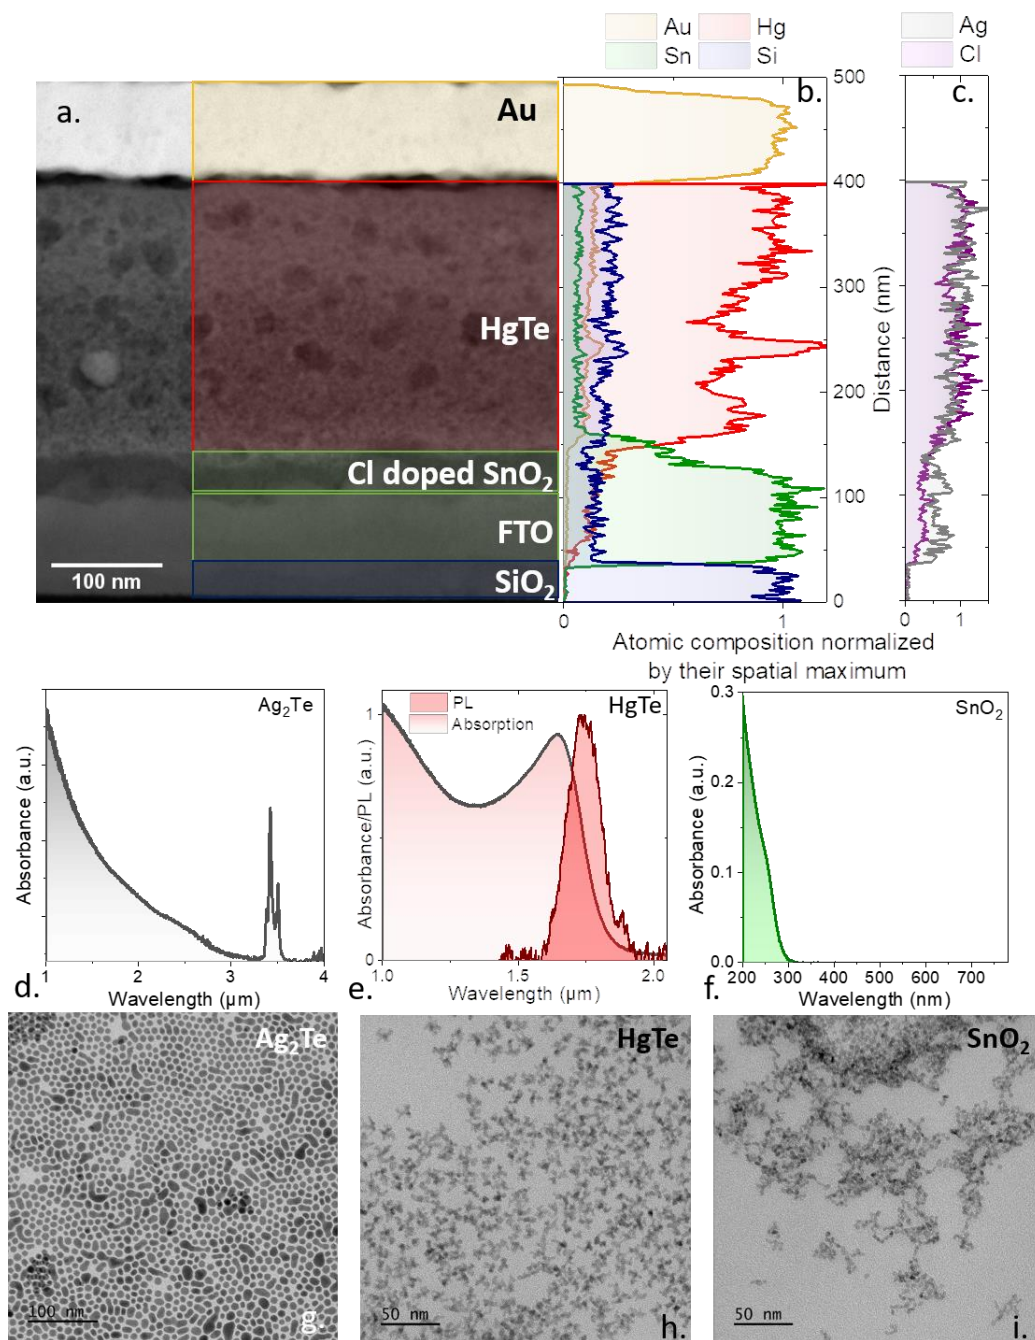 Au Hg
Sn Si
Ag
Cl
a.
Au
HgTe
Cl doped SnO₂
FTO
SiO₂
100 nm
b.
500
400
300
200
100
0
Distance (nm)
0 1
Atomic composition normalized
by their spatial maximum
c.
0 1
Ag₂Te
Absorbance (a.u.)
1 2 3 4
Wavelength (µm)
d.
PL
Absorption
HgTe
Absorbance/PL (a.u.)
1
0
1.0 1.5 2.0
Wavelength (µm)
e.
SnO₂
Absorbance (a.u.)
0.3
0.2
0.1
0.0
200 300 400 500 600 700
Wavelength (nm)
f.
Ag₂Te
100 nm
g.
HgTe
50 nm
h.
SnO₂
50 nm
i.